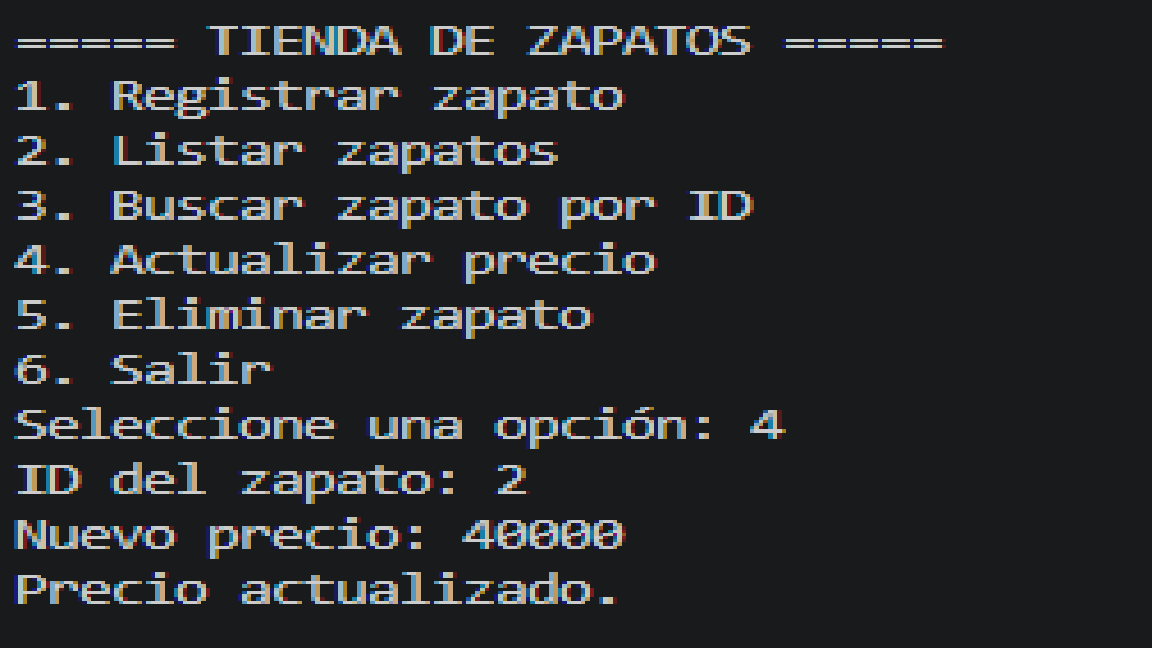 ===== TIENDA DE ZAPATOS =====
1. Registrar zapato
2. Listar zapatos
3. Buscar zapato por ID
4. Actualizar precio
5. Eliminar zapato
6. Salir
Seleccione una opción: 4
ID del zapato: 2
Nuevo precio: 40000
Precio actualizado.